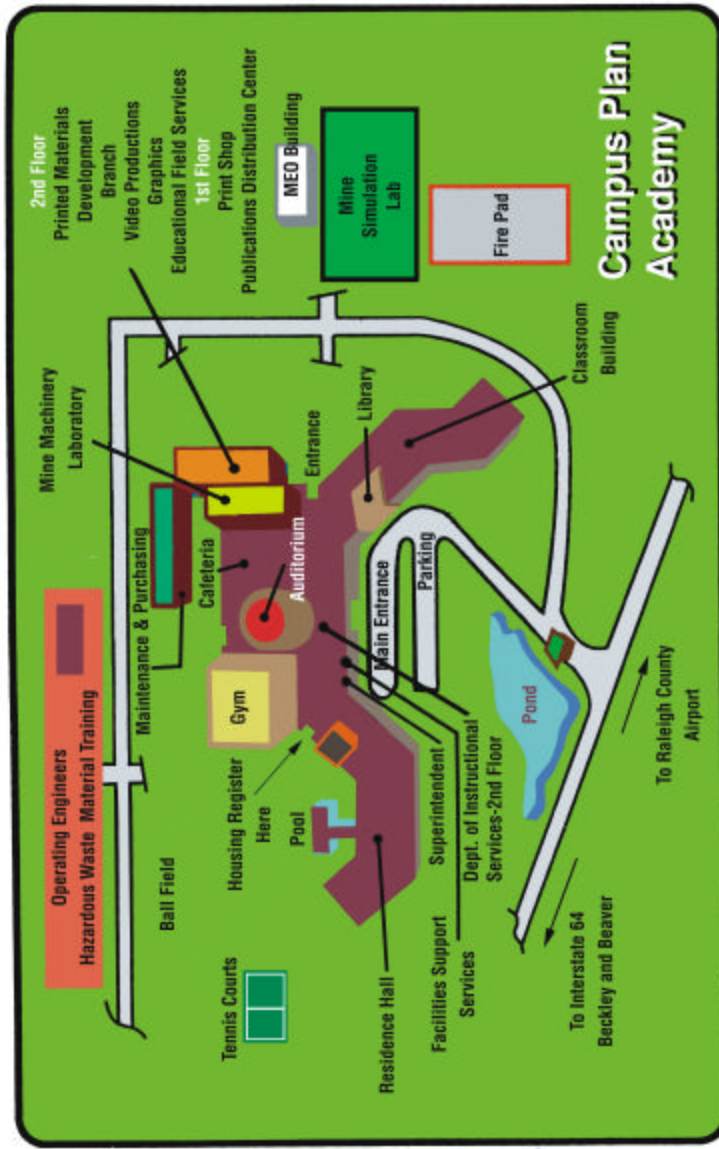 2nd Floor
Printed Materials
Development
Branch
Video Productions
Graphics
Educational Field Services
1st Floor
Print Shop
Publications Distribution Center
Mine Machinery
Laboratory
Operating Engineers
Hazardous Waste Material Training
Maintenance & Purchasing
Cafeteria
Entrance
MEO Building
Mine
Simulation
Lab
Fire Pad
Ball Field
Gym
Auditorium
Library
Housing Register
Here
Pool
Tennis Courts
Main Entrance
Parking
Classroom
Building
Residence Hall
Superintendent
Dept. of Instructional
Services-2nd Floor
Facilities Support
Services
Pond
To Interstate 64
Beckley and Beaver
To Raleigh County
Airport
Campus Plan
Academy